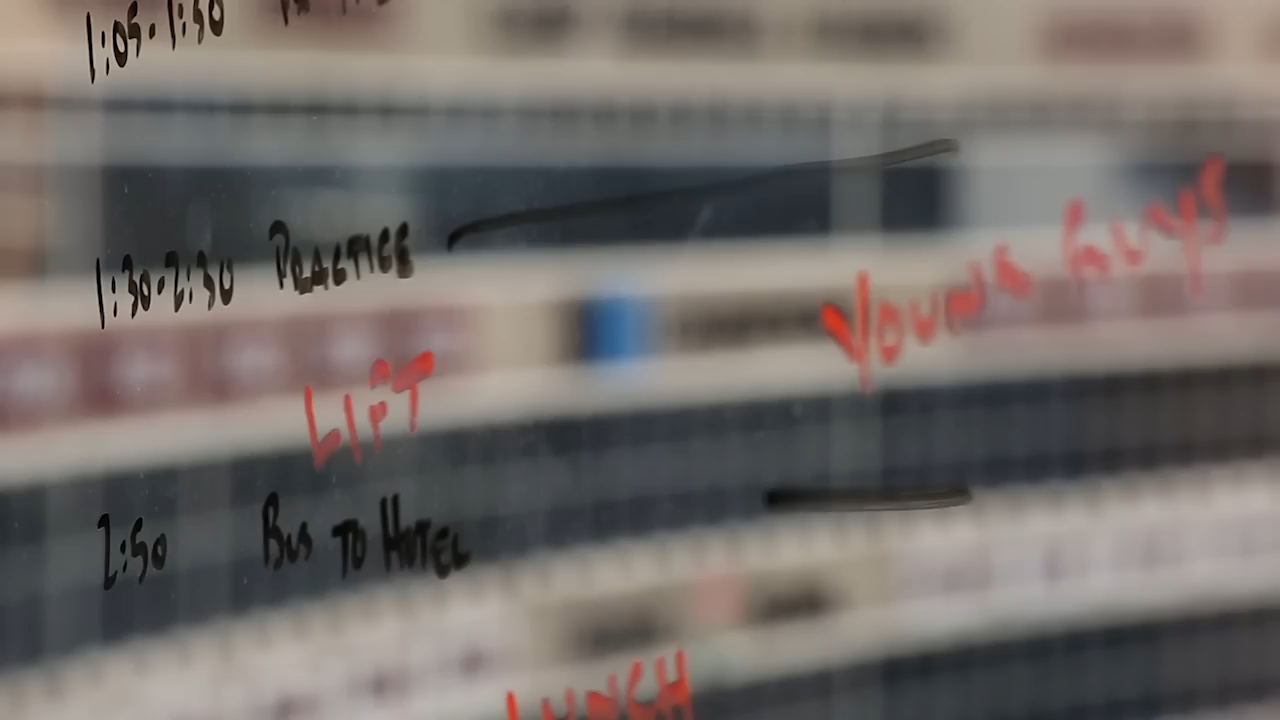 1:05-1:30
1:30-2:30 PRACTICE
YOUNG GUYS
LIFT
2:50 BUS TO HOTEL
LUNCH